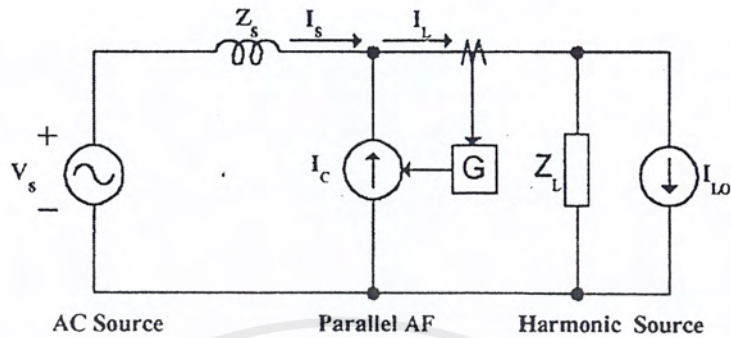 Z_s I_S I_L
+
V_s
−
I_C
G
Z_L
I_LO
AC Source Parallel AF Harmonic Source